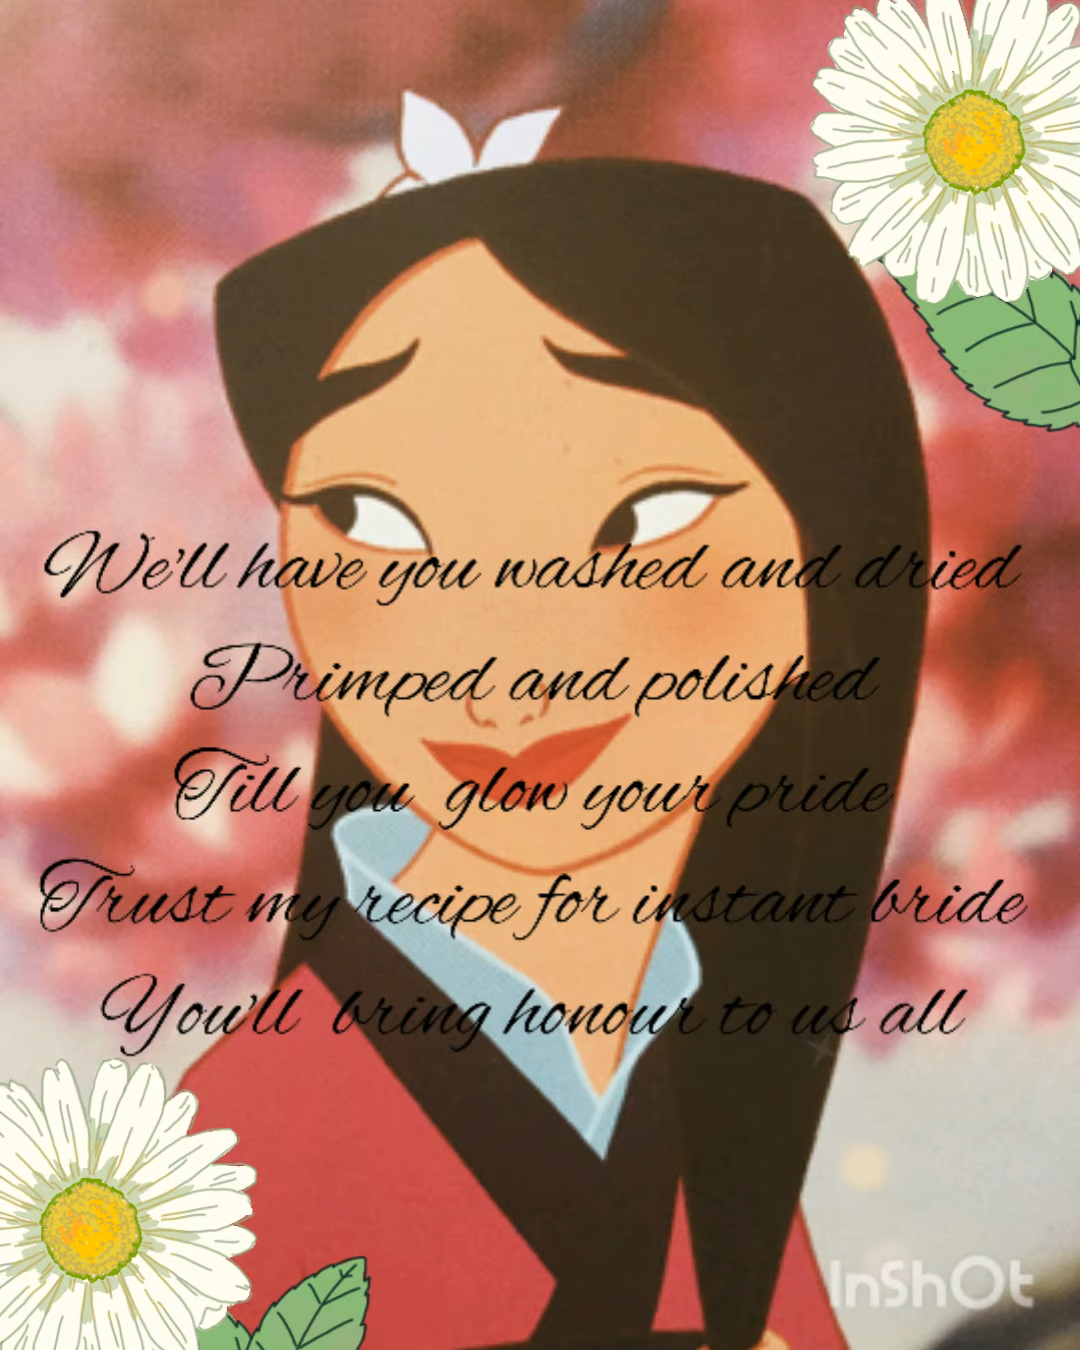 We'll have you washed and dried
Primped and polished
Till you glow your pride
Trust my recipe for instant bride
You'll bring honour to us all
InShOt